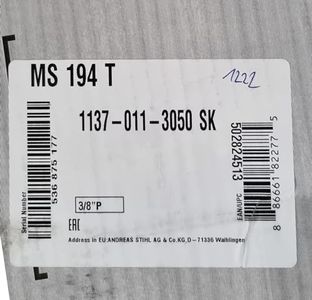 MS 194 T
1222
1137-011-3050 SK
Serial Number
536 875 177
3/8"P
EAC
5028224513
EAN/UPC
8 86661 82277 5
Address in EU:ANDREAS STIHL AG & Co.KG,D-71336 Waiblingen